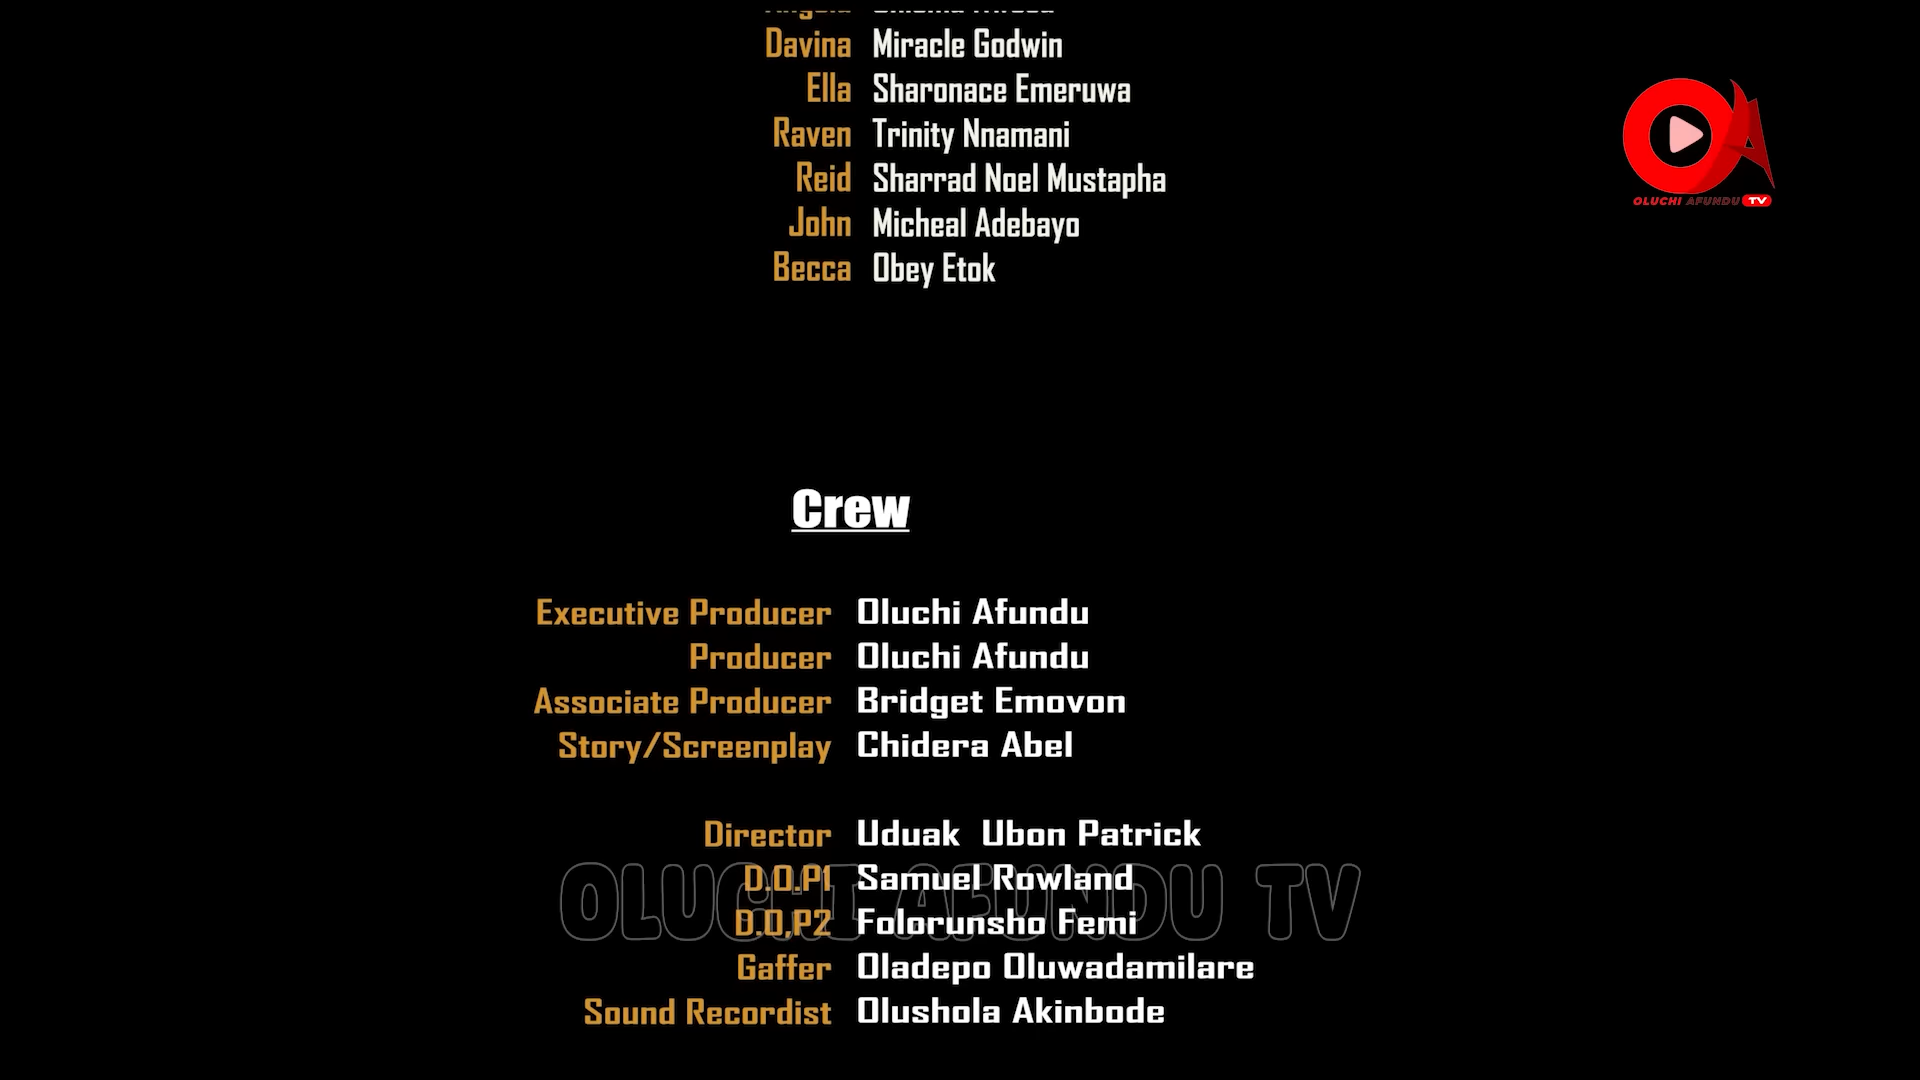 Davina Miracle Godwin
Ella Sharonace Emeruwa
Raven Trinity Nnamani
Reid Sharrad Noel Mustapha
John Micheal Adebayo
Becca Obey Etok
OLUCHI AFUNDU TV
Crew
Executive Producer Oluchi Afundu
Producer Oluchi Afundu
Associate Producer Bridget Emovon
Story/Screenplay Chidera Abel
Director Uduak Ubon Patrick
D.O.P1 Samuel Rowland
OLUCHI AFUNDU TV
D.O,P2 Folorunsho Femi
Gaffer Oladepo Oluwadamilare
Sound Recordist Olushola Akinbode